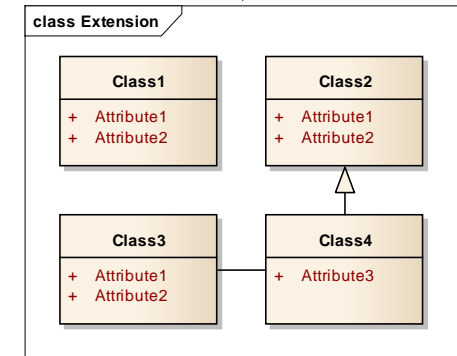 class Extension
Class1
+ Attribute1
+ Attribute2
Class2
+ Attribute1
+ Attribute2
Class3
+ Attribute1
+ Attribute2
Class4
+ Attribute3